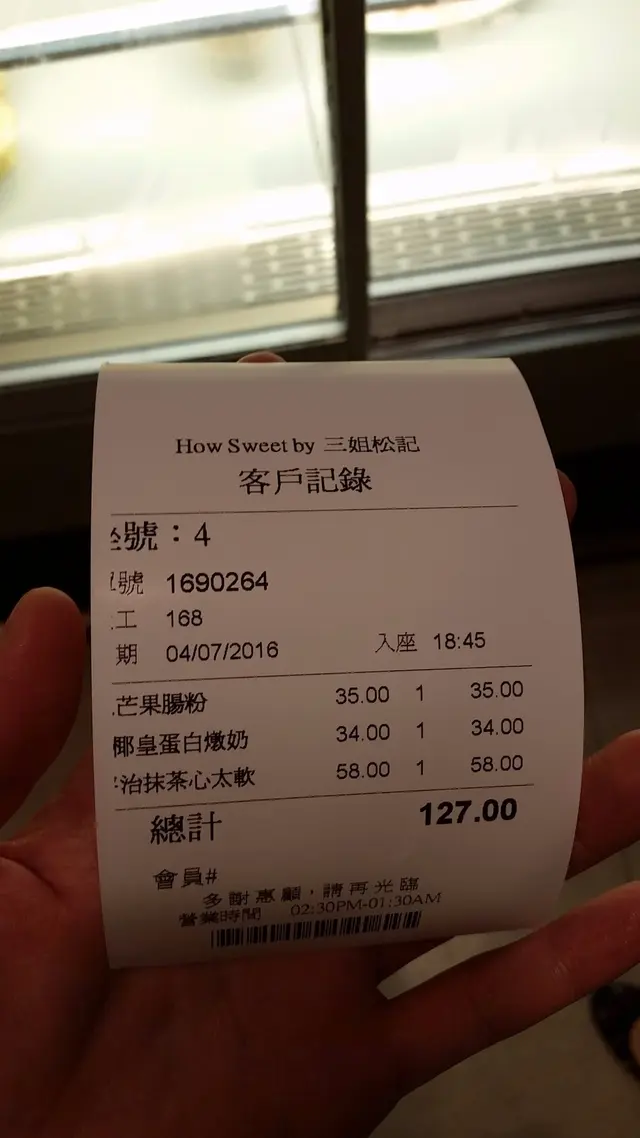 How Sweet by 三姐松記
客戶記錄
號：4
號 1690264
工 168
期 04/07/2016 入座 18:45
芒果腸粉 35.00 1 35.00
椰皇蛋白燉奶 34.00 1 34.00
治抹茶心太軟 58.00 1 58.00
總計 127.00
會員#
多謝惠顧，請再光臨
營業時間 02:30PM-01:30AM